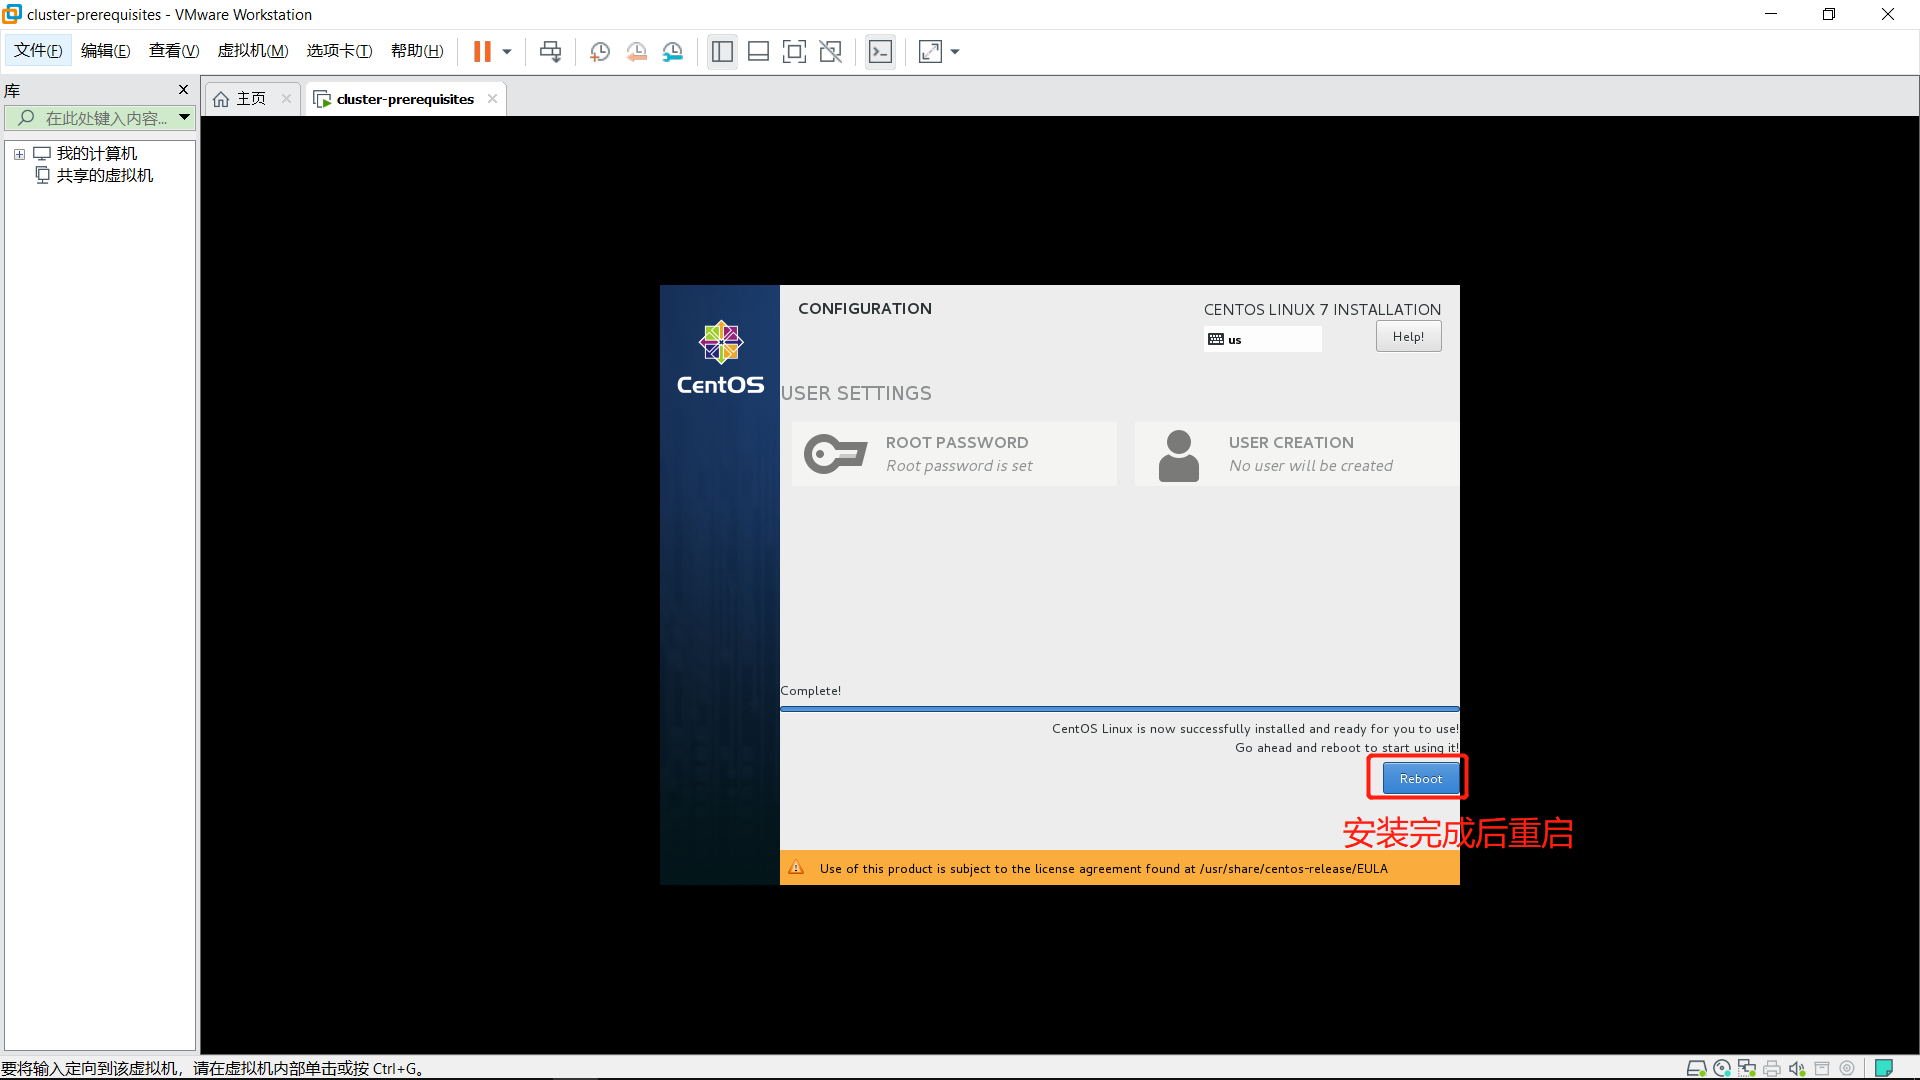 cluster-prerequisites - VMware Workstation
文件(F) 编辑(E) 查看(V) 虚拟机(M) 选项卡(T) 帮助(H)
库
在此处键入内容...
我的计算机
共享的虚拟机
主页
cluster-prerequisites
CentOS
CONFIGURATION
CENTOS LINUX 7 INSTALLATION
us
Help!
USER SETTINGS
ROOT PASSWORD
Root password is set
USER CREATION
No user will be created
Complete!
CentOS Linux is now successfully installed and ready for you to use!
Go ahead and reboot to start using it!
Reboot
安装完成后重启
Use of this product is subject to the license agreement found at /usr/share/centos-release/EULA
要将输入定向到该虚拟机，请在虚拟机内部单击或按 Ctrl+G。